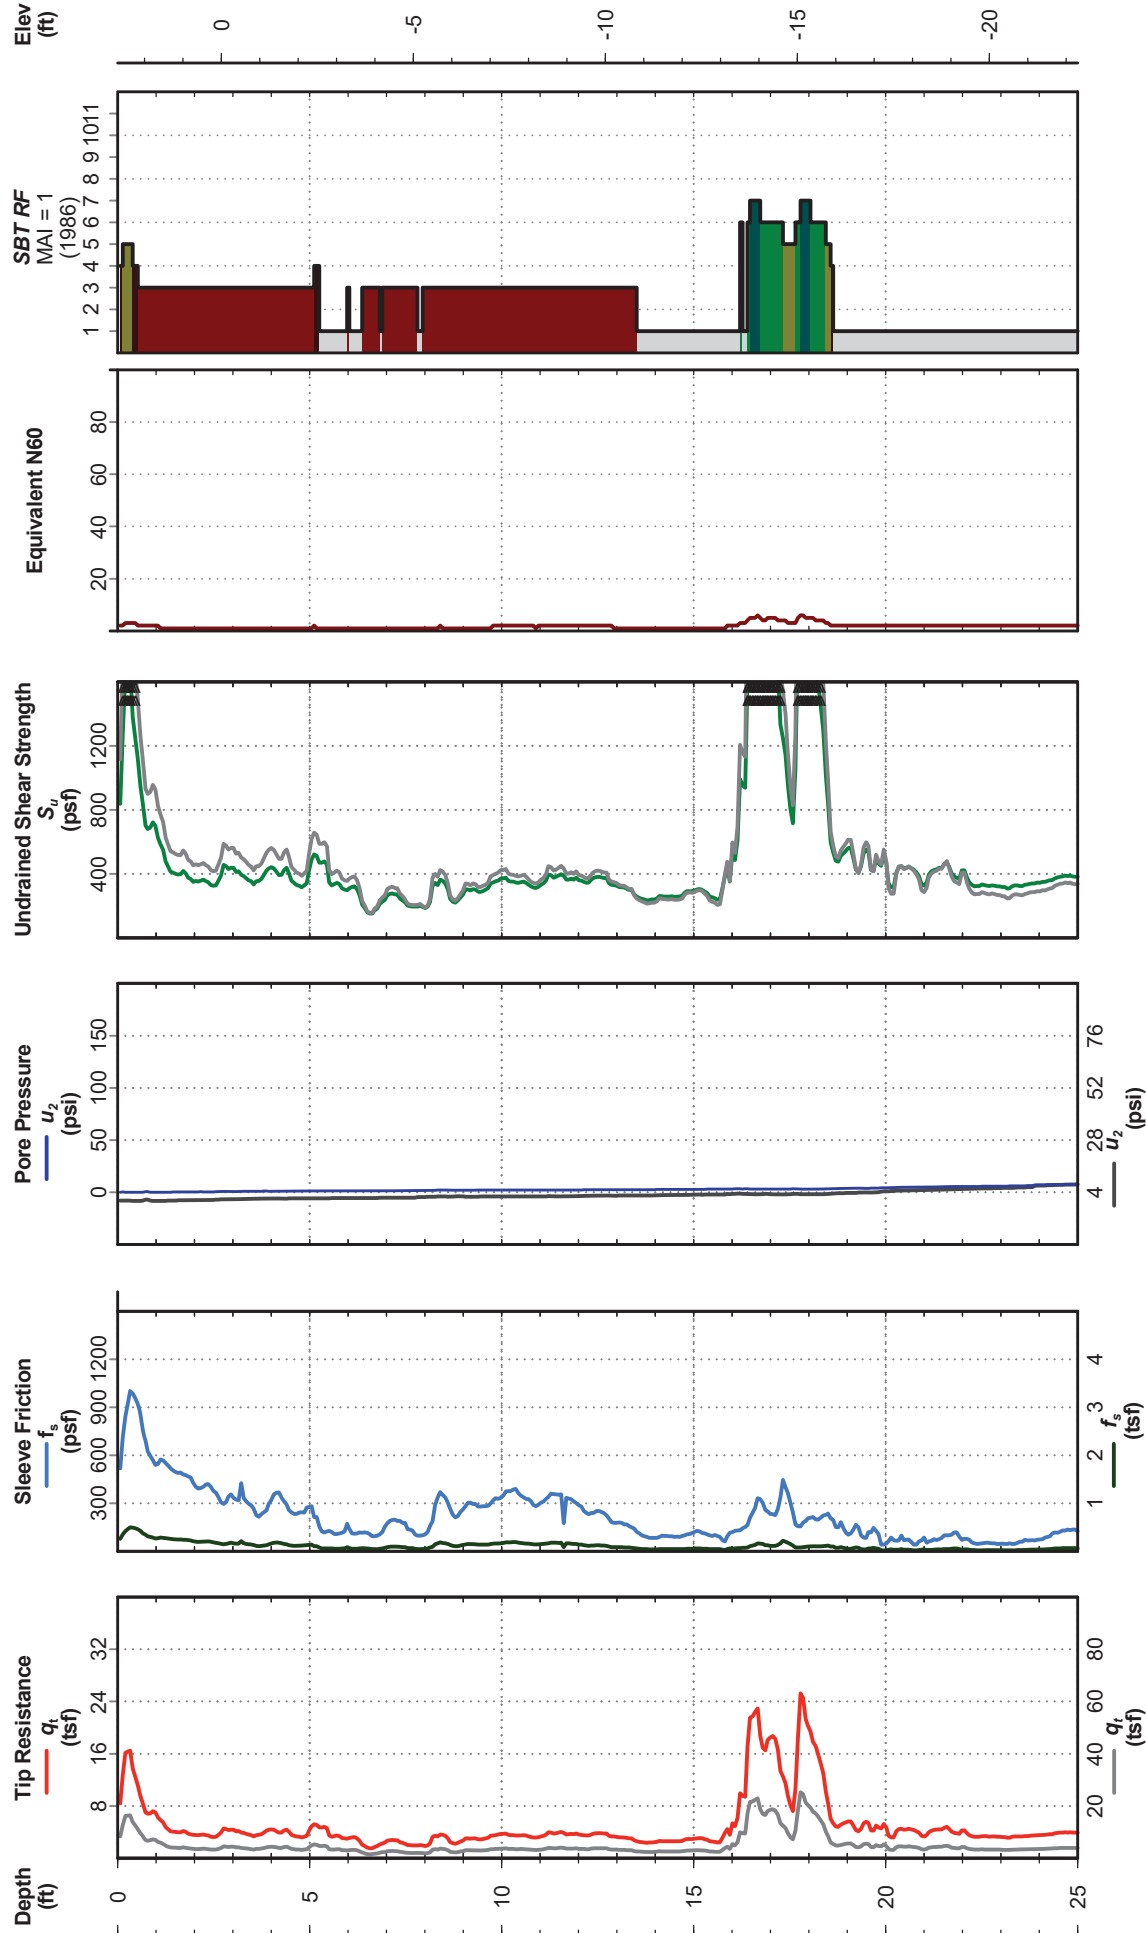 Depth
(ft)
0
5
10
15
20
25
Tip Resistance
qt
(tsf)
8
16
24
32
20
40
60
80
qt
(tsf)
Sleeve Friction
fs
(psf)
300
600
900
1200
1
2
3
4
fs
(tsf)
Pore Pressure
u2
(psi)
0
50
100
150
4
28
52
76
u2
(psi)
Undrained Shear Strength
Su
(psf)
400
800
1200
Equivalent N60
20
40
60
80
SBT RF
MAI = 1
(1986)
1 2 3 4 5 6 7 8 9 10 11
Elev
(ft)
0
-5
-10
-15
-20